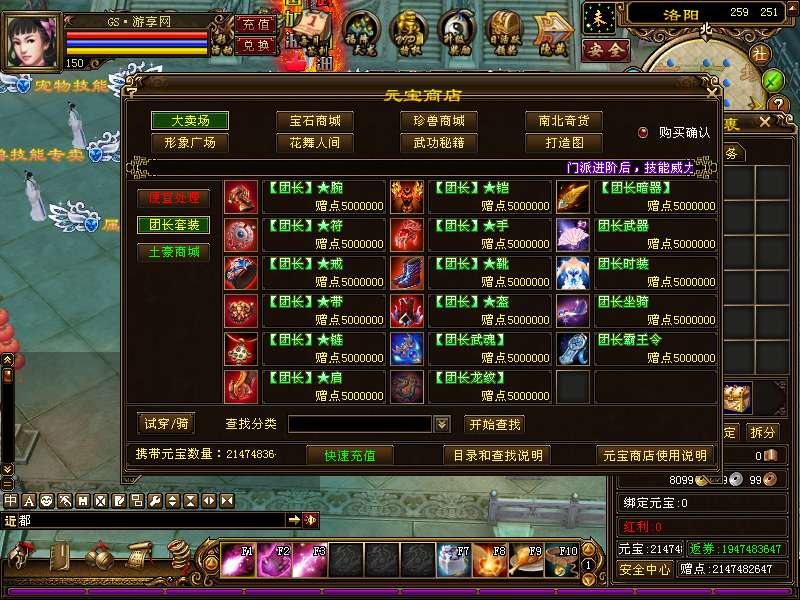 GS·游享网
充值
兑换
150
未
安全
洛阳
259 251
北
社
宠物技能
兽技能专卖
属
元宝商店
大卖场
宝石商城
珍兽商城
南北奇货
形象广场
花舞人间
武功秘籍
打造图
购买确认
门派进阶后，技能威力
便宜处理
团长套装
土豪商城
【团长】★腕
赠点5000000
【团长】★铠
赠点5000000
【团长暗器】
赠点5000000
【团长】★符
赠点5000000
【团长】★手
赠点5000000
团长武器
赠点5000000
【团长】★戒
赠点5000000
【团长】★靴
赠点5000000
团长时装
赠点5000000
【团长】★带
赠点5000000
【团长】★盔
赠点5000000
团长坐骑
赠点5000000
【团长】★链
赠点5000000
【团长武魂】
赠点5000000
团长霸王令
赠点5000000
【团长】★肩
赠点5000000
【团长龙纹】
赠点5000000
试穿/骑
查找分类
开始查找
携带元宝数量：21474836
快速充值
目录和查找说明
元宝商店使用说明
裹
务
定
拆分
0
8099
99
绑定元宝:0
红利:0
元宝:21474
返券:1947483647
安全中心
赠点:2147482647
中
A
近
都
F1
F2
F3
F7
F8
F9
F10
1